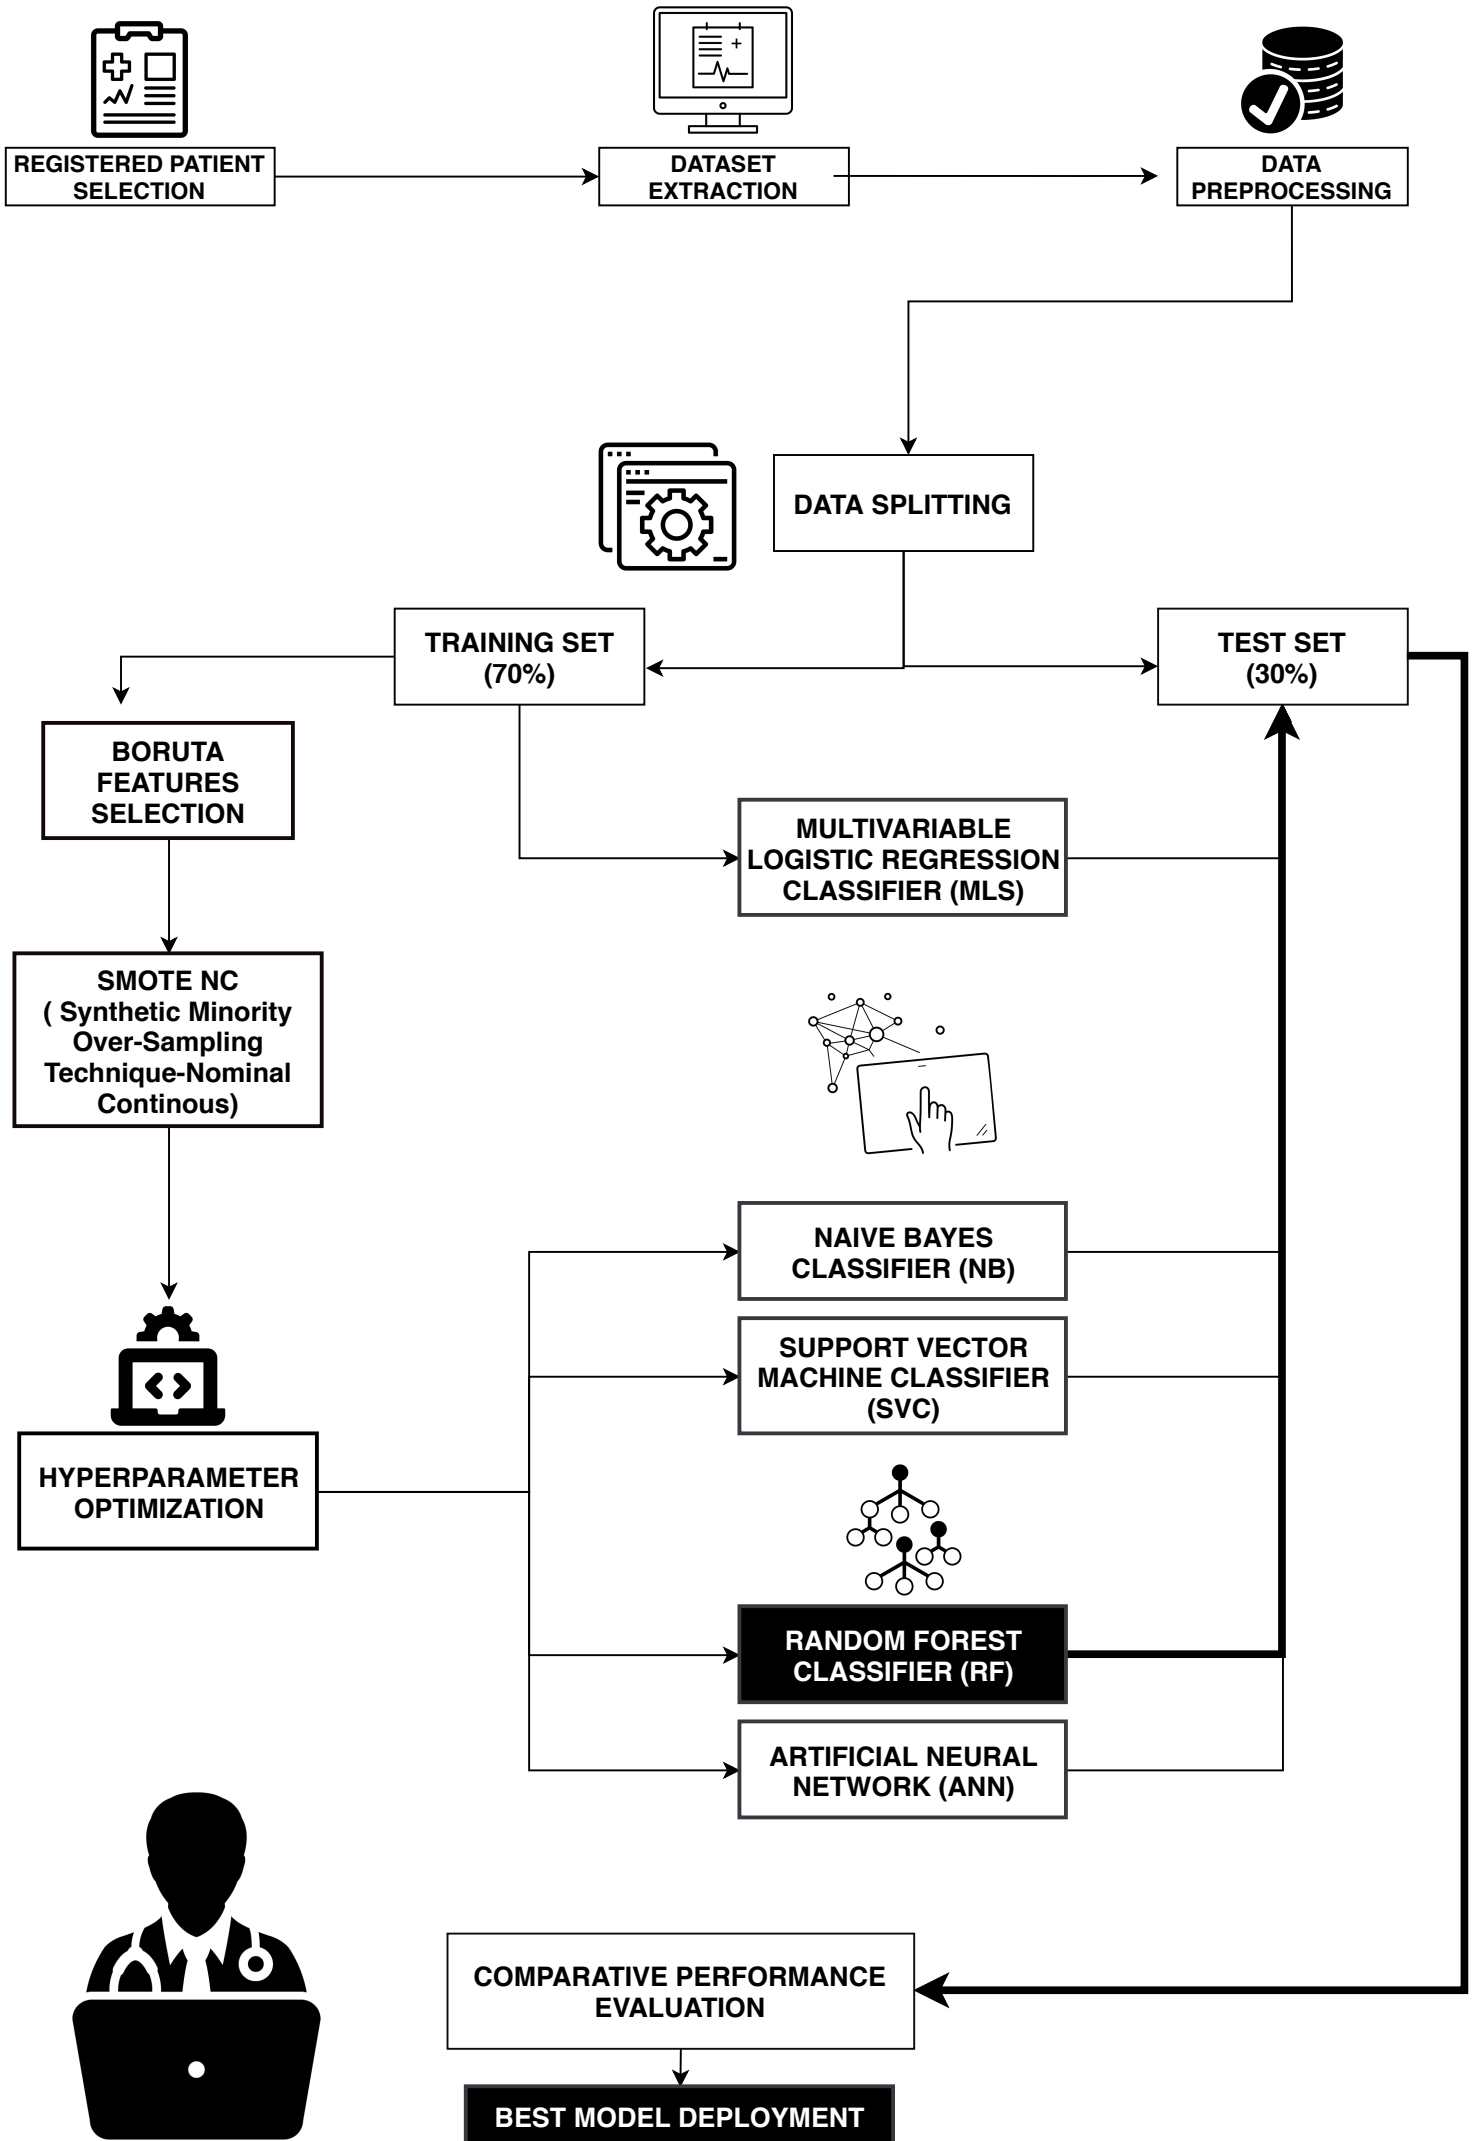 REGISTERED PATIENT
SELECTION
DATASET
EXTRACTION
DATA
PREPROCESSING
DATA SPLITTING
TRAINING SET
(70%)
TEST SET
(30%)
BORUTA
FEATURES
SELECTION
MULTIVARIABLE
LOGISTIC REGRESSION
CLASSIFIER (MLS)
SMOTE NC
( Synthetic Minority
Over-Sampling
Technique-Nominal
Continous)
NAIVE BAYES
CLASSIFIER (NB)
SUPPORT VECTOR
MACHINE CLASSIFIER
(SVC)
HYPERPARAMETER
OPTIMIZATION
RANDOM FOREST
CLASSIFIER (RF)
ARTIFICIAL NEURAL
NETWORK (ANN)
COMPARATIVE PERFORMANCE
EVALUATION
BEST MODEL DEPLOYMENT